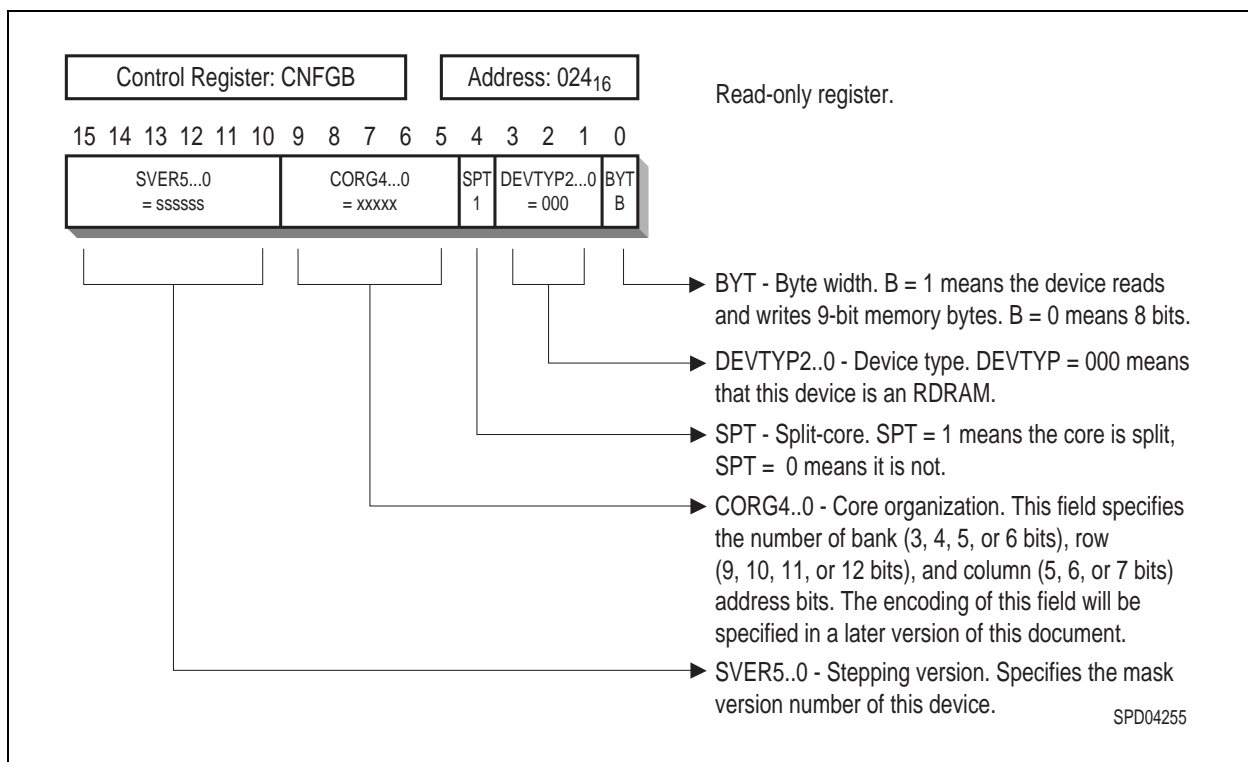 Control Register: CNFGB Address: 024₁₆
Read-only register.
15 14 13 12 11 10 9 8 7 6 5 4 3 2 1 0
SVER5...0 CORG4...0 SPT DEVTYP2...0 BYT
= ssssss = xxxxx 1 = 000 B
BYT - Byte width. B = 1 means the device reads
and writes 9-bit memory bytes. B = 0 means 8 bits.
DEVTYP2..0 - Device type. DEVTYP = 000 means
that this device is an RDRAM.
SPT - Split-core. SPT = 1 means the core is split,
SPT = 0 means it is not.
CORG4..0 - Core organization. This field specifies
the number of bank (3, 4, 5, or 6 bits), row
(9, 10, 11, or 12 bits), and column (5, 6, or 7 bits)
address bits. The encoding of this field will be
specified in a later version of this document.
SVER5..0 - Stepping version. Specifies the mask
version number of this device.
SPD04255